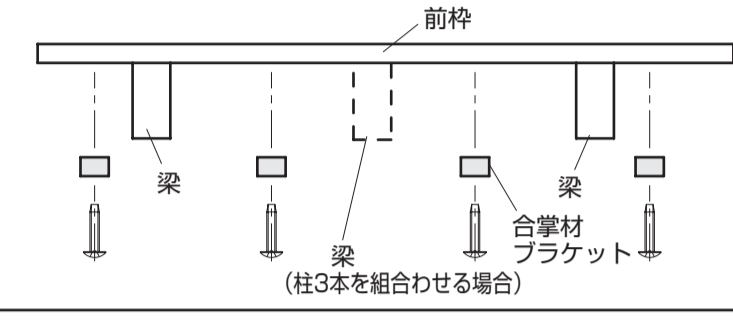 前枠
梁
梁
合掌材
ブラケット
梁
（柱3本を組合わせる場合）